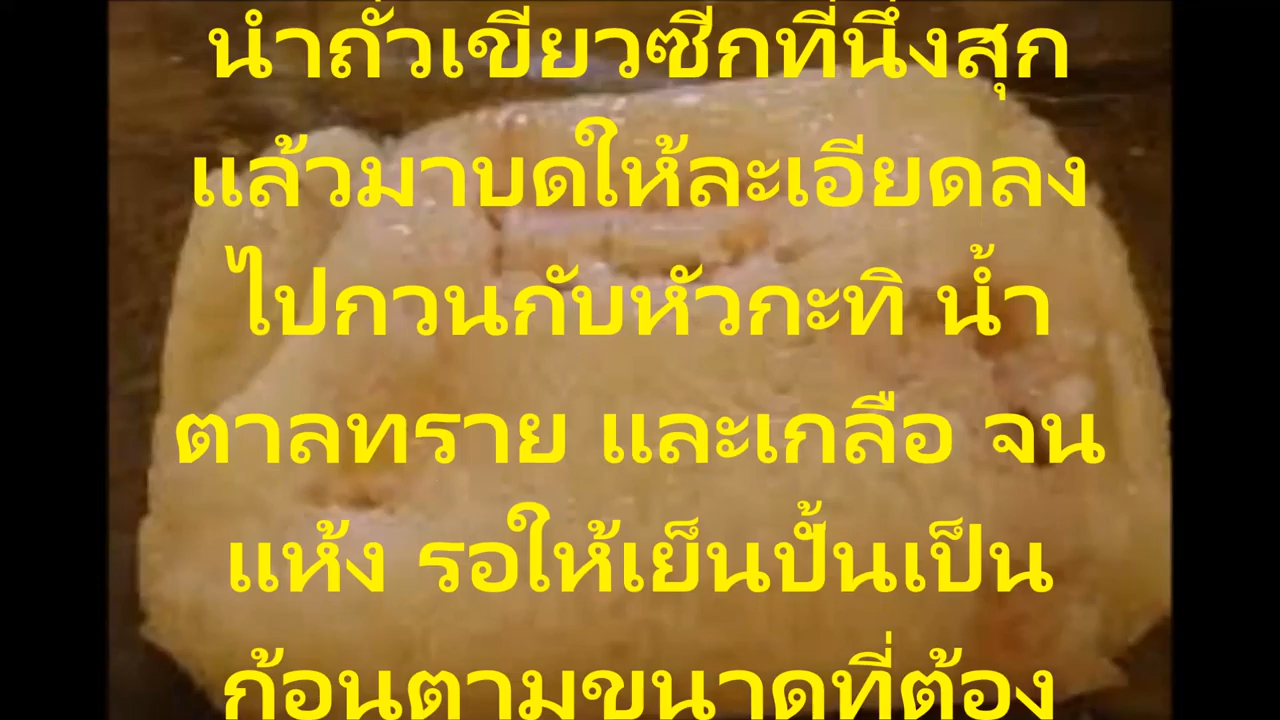 นำถั่วเขียวซีกที่นึ่งสุก
แล้วมาบดให้ละเอียดลง
ไปกวนกับหัวกะทิ น้ำ
ตาลทราย และเกลือ จน
แห้ง รอให้เย็นปั้นเป็น
ก้อนตามขนาดที่ต้อง